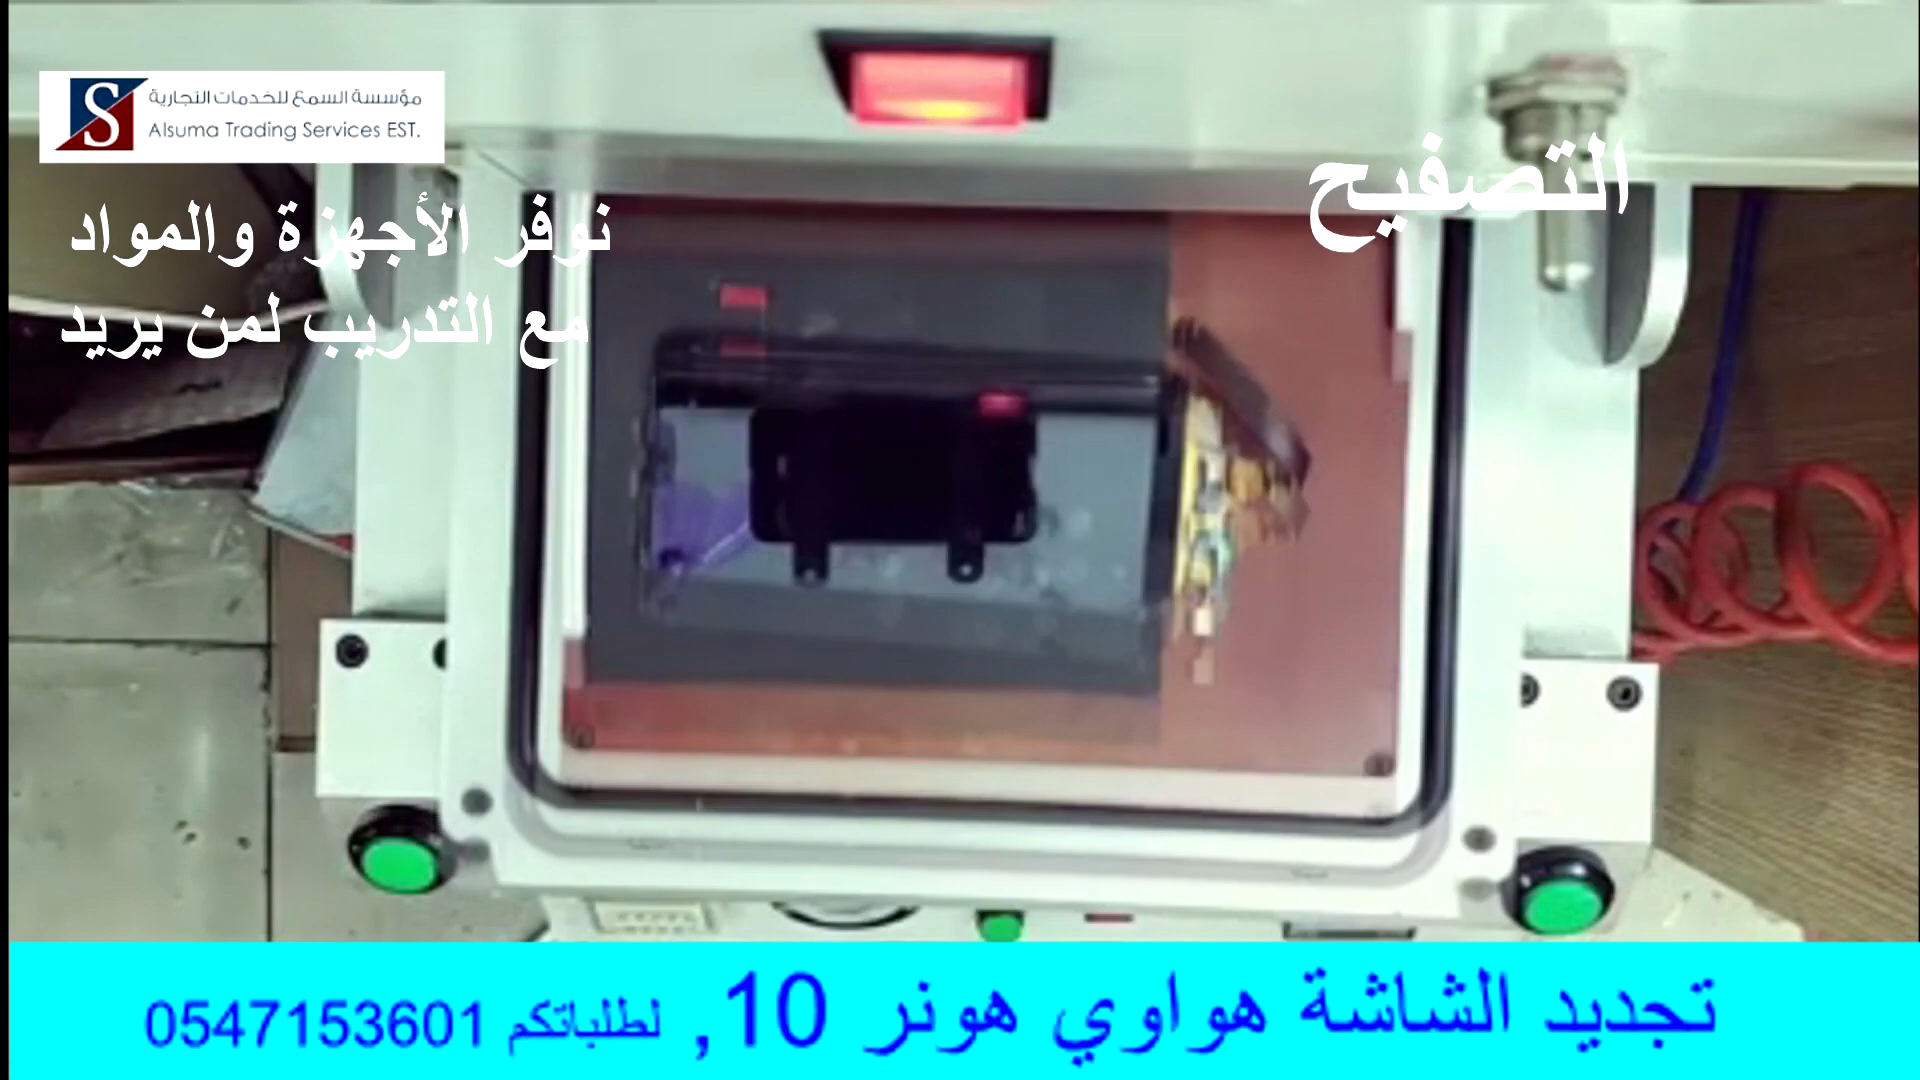 مؤسسة السمع للخدمات التجارية
Alsuma Trading Services EST.
التصفيح
نوفر الأجهزة والمواد
مع التدريب لمن يريد
تجديد الشاشة هواوي هونر 10, لطلباتكم 0547153601